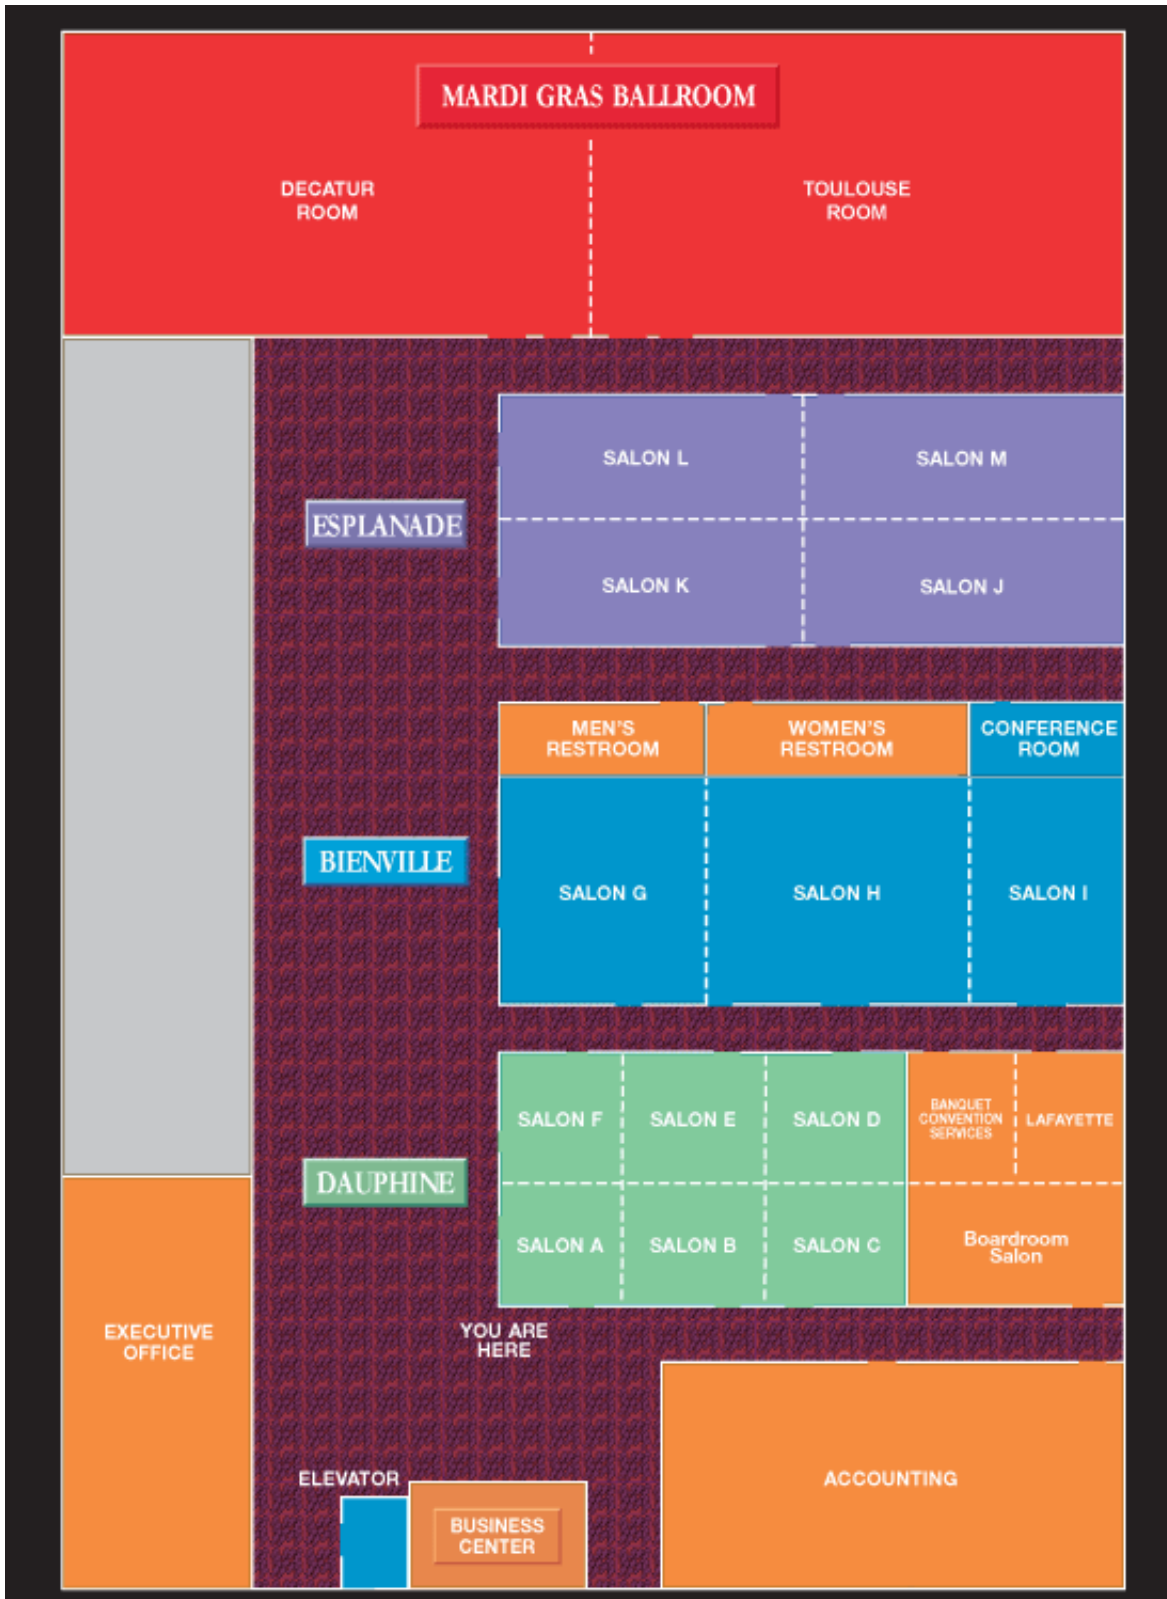 MARDI GRAS BALLROOM
DECATUR
ROOM
TOULOUSE
ROOM
SALON L
SALON M
ESPLANADE
SALON K
SALON J
MEN'S
RESTROOM
WOMEN'S
RESTROOM
CONFERENCE
ROOM
BIENVILLE
SALON G
SALON H
SALON I
SALON F
SALON E
SALON D
BANQUET
CONVENTION
SERVICES
LAFAYETTE
DAUPHINE
SALON A
SALON B
SALON C
Boardroom
Salon
EXECUTIVE
OFFICE
YOU ARE
HERE
ELEVATOR
BUSINESS
CENTER
ACCOUNTING